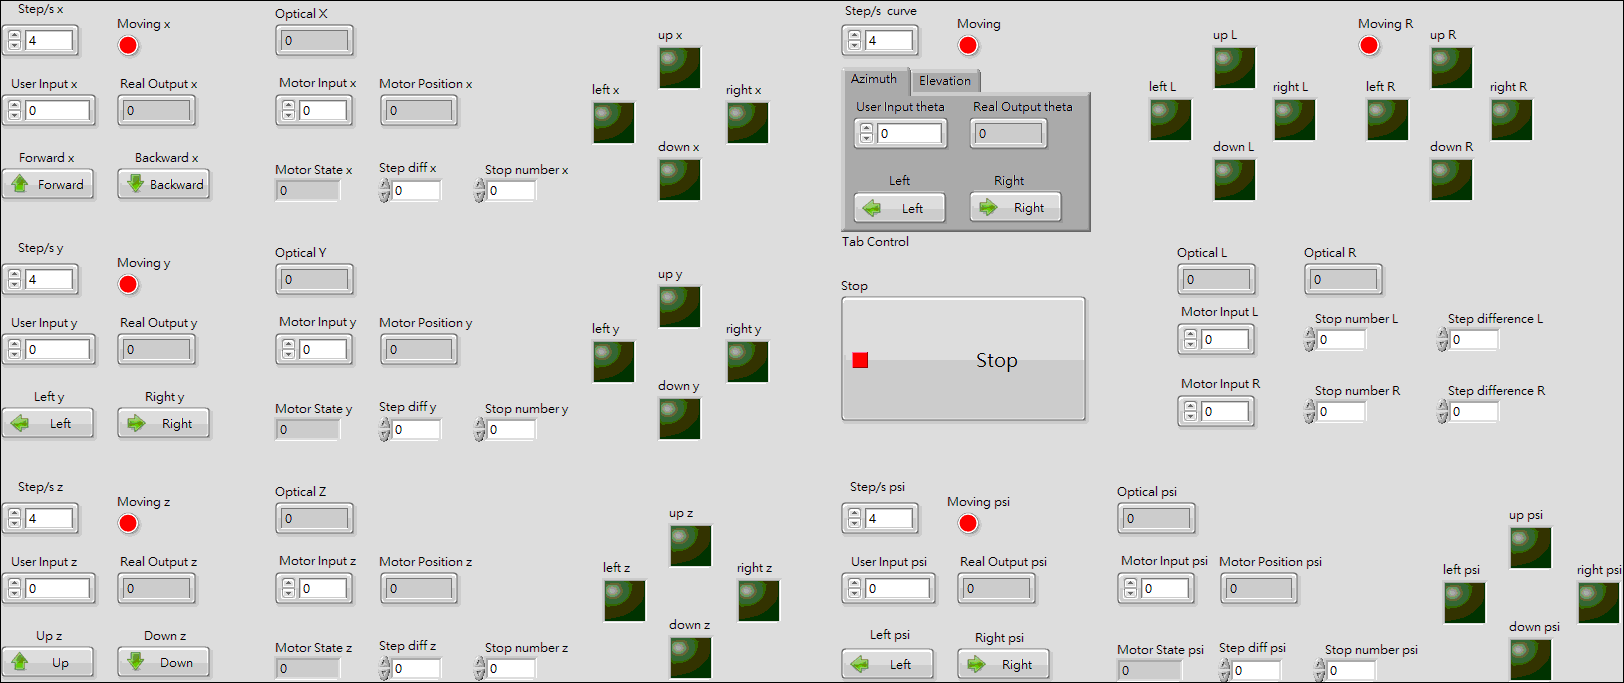 Step/s x
Moving x
Optical X
4
0
User Input x
Real Output x
Motor Input x
Motor Position x
0
0
0
0
Forward x
Backward x
Forward
Backward
Motor State x
Step diff x
Stop number x
0
0
0
up x
left x
right x
down x
Step/s curve
Moving
4
Azimuth
Elevation
User Input theta
Real Output theta
0
0
Left
Right
Left
Right
Tab Control
up L
left L
right L
down L
Moving R
up R
left R
right R
down R
Step/s y
Moving y
Optical Y
4
0
User Input y
Real Output y
Motor Input y
Motor Position y
0
0
0
0
Left y
Right y
Left
Right
Motor State y
Step diff y
Stop number y
0
0
0
up y
left y
right y
down y
Stop
Stop
Optical L
Optical R
0
0
Motor Input L
Stop number L
Step difference L
0
0
0
Motor Input R
Stop number R
Step difference R
0
0
0
Step/s z
Moving z
Optical Z
4
0
User Input z
Real Output z
Motor Input z
Motor Position z
0
0
0
0
Up z
Down z
Up
Down
Motor State z
Step diff z
Stop number z
0
0
0
up z
left z
right z
down z
Step/s psi
Moving psi
Optical psi
4
0
User Input psi
Real Output psi
Motor Input psi
Motor Position psi
0
0
0
0
Left psi
Right psi
Left
Right
Motor State psi
Step diff psi
Stop number psi
0
0
0
up psi
left psi
right psi
down psi